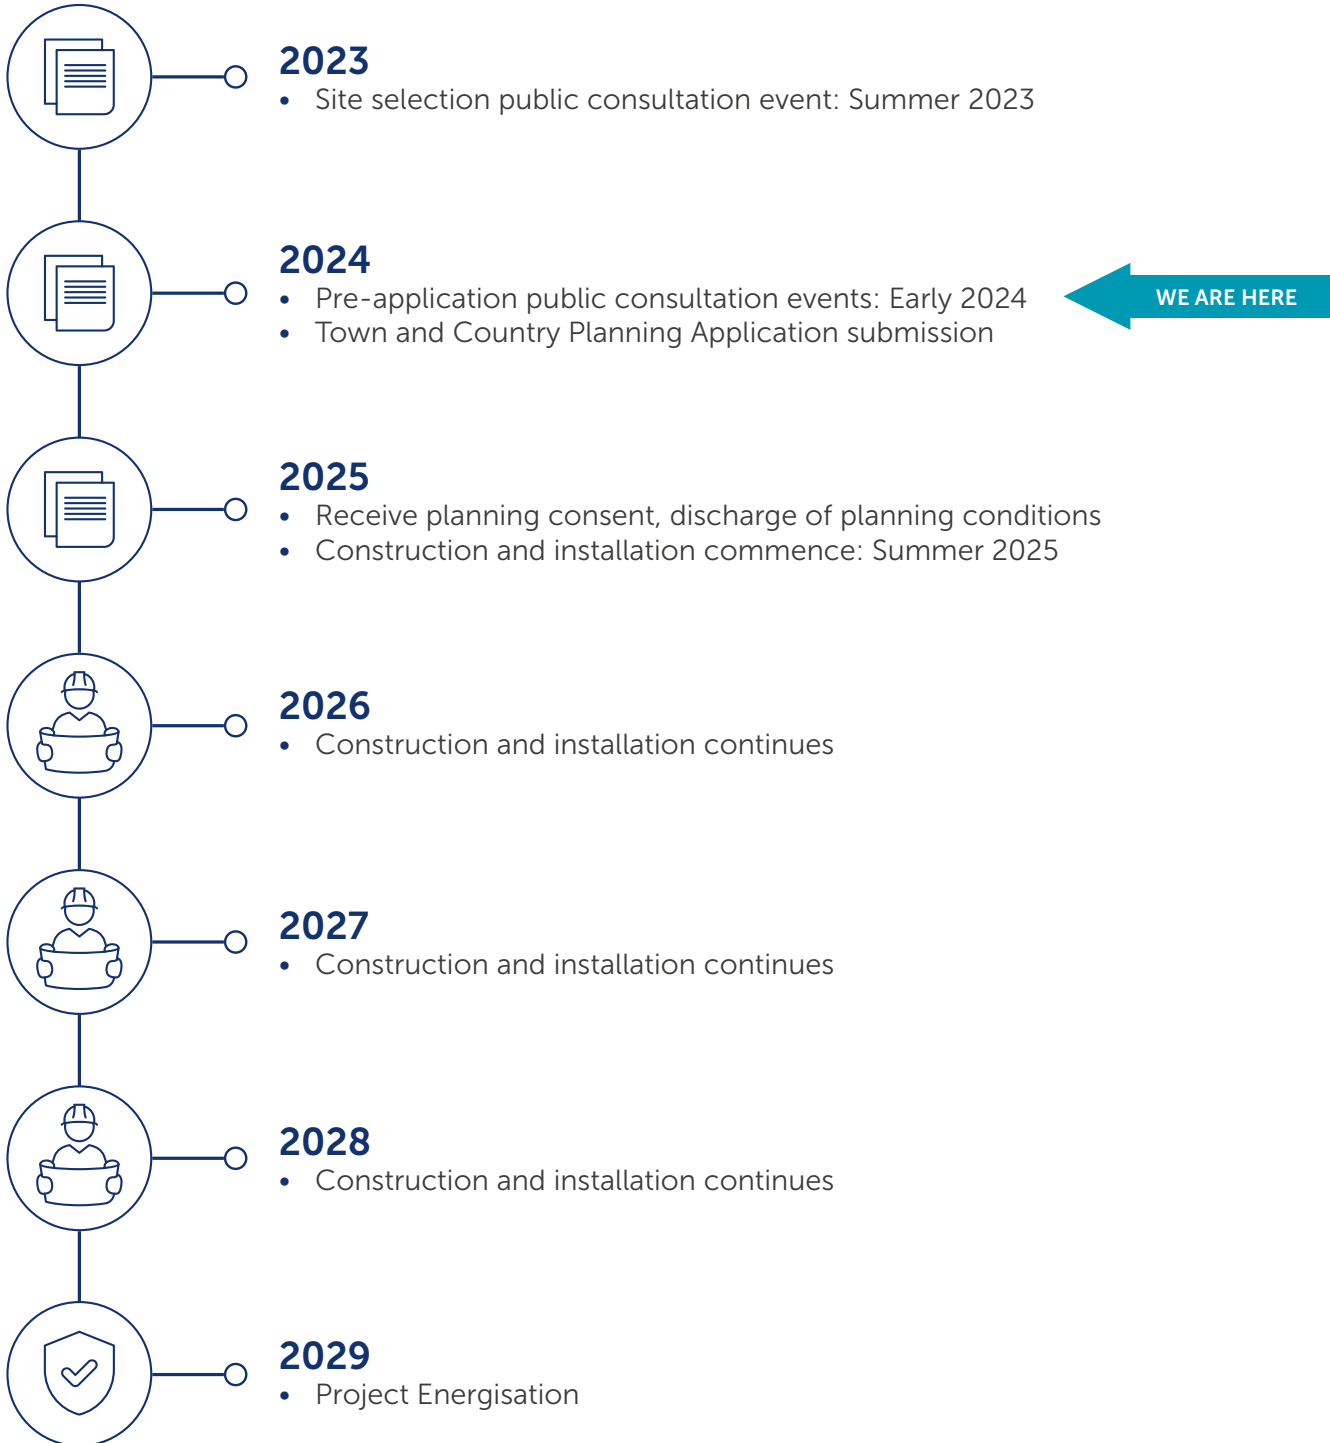 2023
• Site selection public consultation event: Summer 2023
2024
• Pre-application public consultation events: Early 2024
WE ARE HERE
• Town and Country Planning Application submission
2025
• Receive planning consent, discharge of planning conditions
• Construction and installation commence: Summer 2025
2026
• Construction and installation continues
2027
• Construction and installation continues
2028
• Construction and installation continues
2029
• Project Energisation